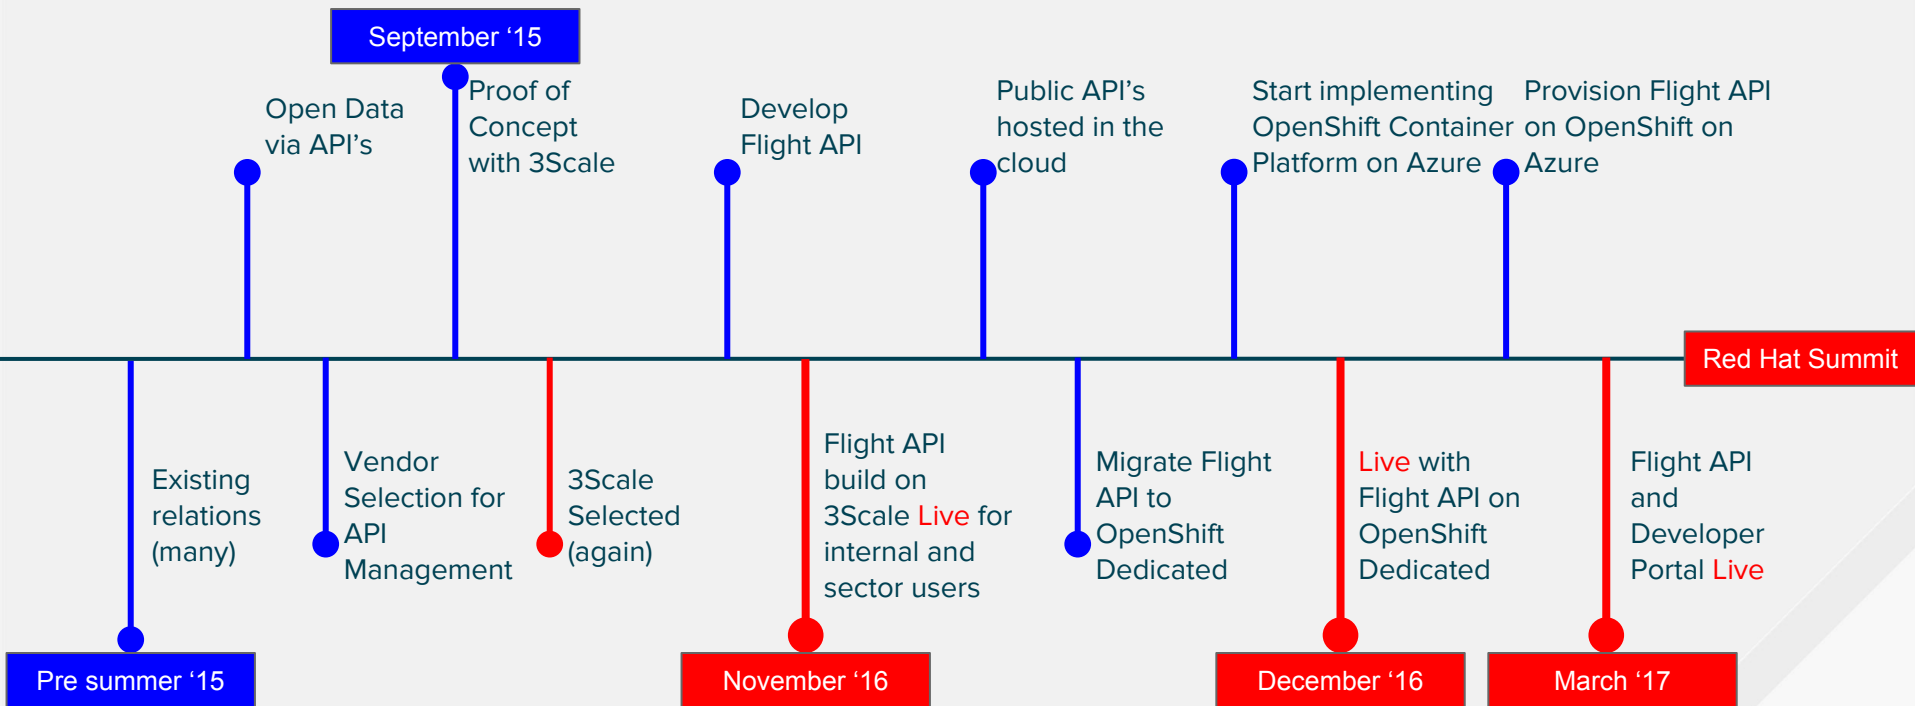 September ‘15
Open Data
via API’s
Proof of
Concept
with 3Scale
Develop
Flight API
Public API’s
hosted in the
cloud
Start implementing
OpenShift Container
Platform on Azure
Provision Flight API
on OpenShift on
Azure
Red Hat Summit
Existing
relations
(many)
Vendor
Selection for
API
Management
3Scale
Selected
(again)
Flight API
build on
3Scale Live for
internal and
sector users
Migrate Flight
API to
OpenShift
Dedicated
Live with
Flight API on
OpenShift
Dedicated
Flight API
and
Developer
Portal Live
Pre summer ‘15
November ‘16
December ‘16
March ‘17